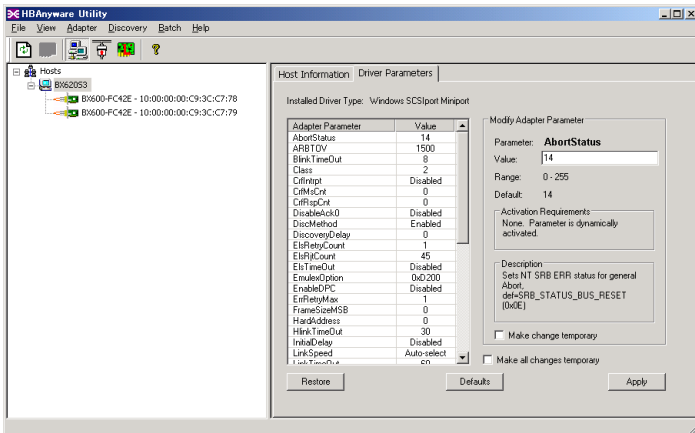 HBAnyware Utility
File View Adapter Discovery Batch Help
Hosts
BX620S3
BX600-FC42E - 10:00:00:00:C9:3C:C7:78
BX600-FC42E - 10:00:00:00:C9:3C:C7:79
Host Information Driver Parameters
Installed Driver Type: Windows SCSIport Miniport
Adapter Parameter Value
AbortStatus 14
ARBTOV 1500
BlinkTimeOut 8
Class 2
CrfIntrpt Disabled
CrfMsCnt 0
CrfRspCnt 0
DisableAck0 Disabled
DiscMethod Enabled
DiscoveryDelay 0
ElsRetryCount 1
ElsRjtCount 45
ElsTimeOut Disabled
EmulexOption 0xD200
EnableDPC Disabled
ErrRetryMax 1
FrameSizeMSB 0
HardAddress 0
HlinkTimeOut 30
InitialDelay Disabled
LinkSpeed Auto-select
LinkTimeOut 60
Modify Adapter Parameter
Parameter: AbortStatus
Value: 14
Range: 0 - 255
Default: 14
Activation Requirements
None. Parameter is dynamically
activated.
Description
Sets NT SRB ERR status for general
Abort,
def=SRB_STATUS_BUS_RESET
(0x0E)
Make change temporary
Make all changes temporary
Restore Defaults Apply